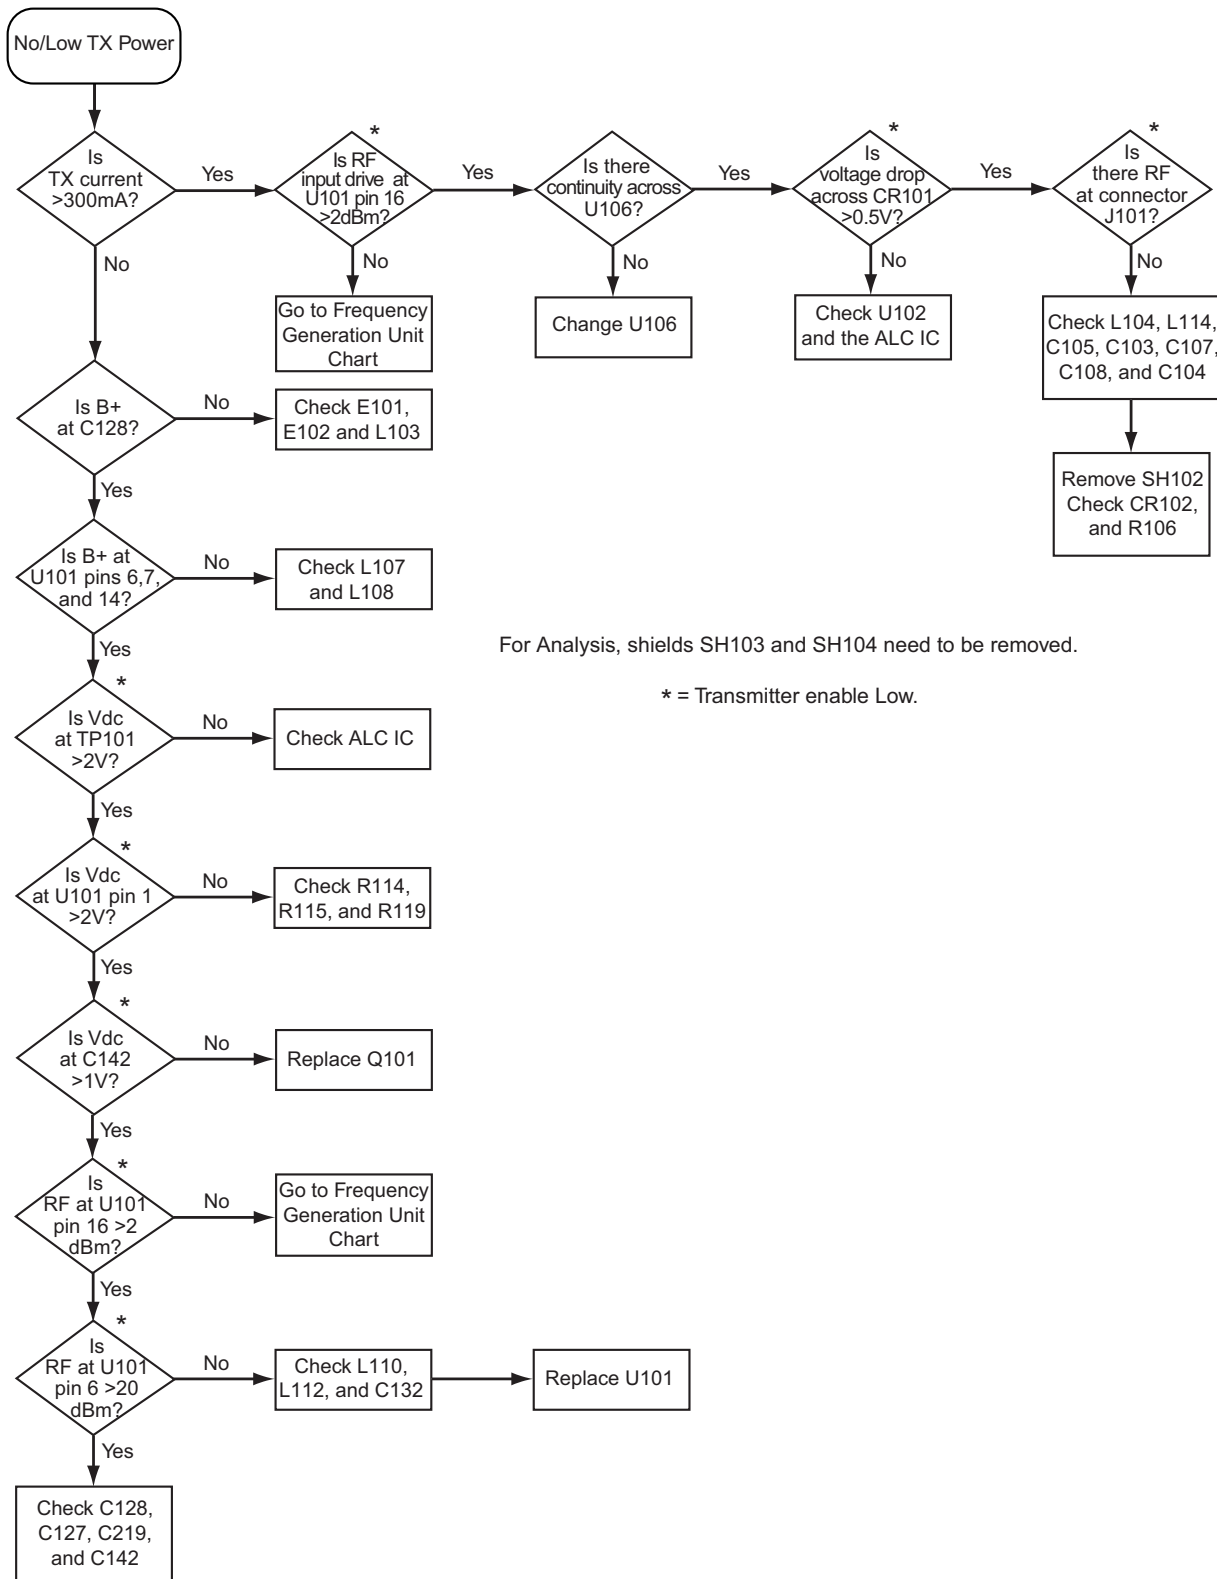 No/Low TX Power
*
*
*
Is
TX current
>300mA?
Yes
Is RF
input drive at
U101 pin 16
>2dBm?
Yes
Is there
continuity across
U106?
Yes
Is
voltage drop
across CR101
>0.5V?
Yes
Is
there RF
at connector
J101?
No
No
No
No
No
Go to Frequency
Generation Unit
Chart
Change U106
Check U102
and the ALC IC
Check L104, L114,
C105, C103, C107,
C108, and C104
Is B+
at C128?
No
Check E101,
E102 and L103
Remove SH102
Check CR102,
and R106
Yes
Is B+ at
U101 pins 6,7,
and 14?
No
Check L107
and L108
For Analysis, shields SH103 and SH104 need to be removed.
* = Transmitter enable Low.
Yes
*
Is Vdc
at TP101
>2V?
No
Check ALC IC
Yes
*
Is Vdc
at U101 pin 1
>2V?
No
Check R114,
R115, and R119
Yes
*
Is Vdc
at C142
>1V?
No
Replace Q101
Yes
*
Is
RF at U101
pin 16 >2
dBm?
No
Go to Frequency
Generation Unit
Chart
Yes
*
Is
RF at U101
pin 6 >20
dBm?
No
Check L110,
L112, and C132
Replace U101
Yes
Check C128,
C127, C219,
and C142